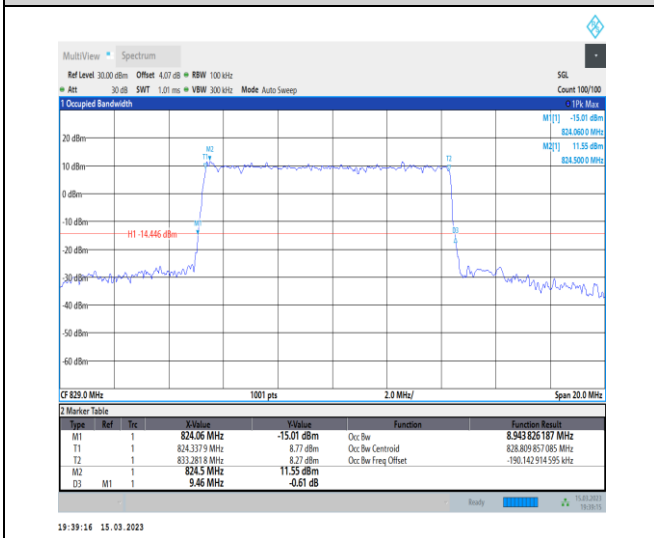 MultiView Spectrum
Ref Level 30.00 dBm Offset 4.07 dB RBW 100 kHz SGL
Att 30 dB SWT 1.01 ms VBW 300 kHz Mode Auto Sweep Count 100/100
1 Occupied Bandwidth 1Pk Max
M1[1] -15.01 dBm
824.060 0 MHz
M2[1] 11.55 dBm
824.500 0 MHz
20 dBm
M2
T1
T2
10 dBm
0 dBm
-10 dBm
M1
H1 -14.446 dBm
D3
-20 dBm
-30 dBm
-40 dBm
-50 dBm
-60 dBm
CF 829.0 MHz 1001 pts 2.0 MHz/ Span 20.0 MHz
2 Marker Table
Type Ref Trc X-Value Y-Value Function Function Result
M1 1 824.06 MHz -15.01 dBm Occ Bw 8.943 826 187 MHz
T1 1 824.337 9 MHz 8.77 dBm Occ Bw Centroid 828.809 857 085 MHz
T2 1 833.281 8 MHz 8.27 dBm Occ Bw Freq Offset -190.142 914 595 kHz
M2 1 824.5 MHz 11.55 dBm
D3 M1 1 9.46 MHz -0.61 dB
Ready 15.03.2023
19:39:15
19:39:16 15.03.2023